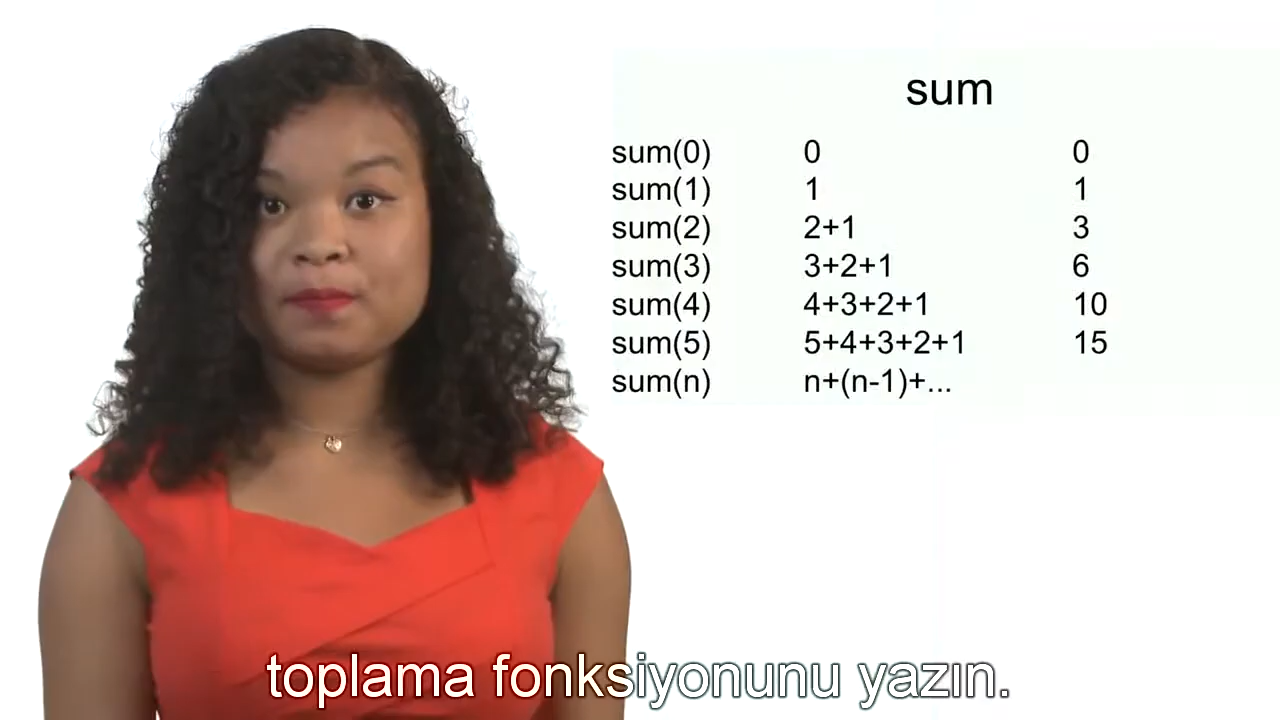 sum
sum(0) 0 0
sum(1) 1 1
sum(2) 2+1 3
sum(3) 3+2+1 6
sum(4) 4+3+2+1 10
sum(5) 5+4+3+2+1 15
sum(n) n+(n-1)+...
toplama fonksiyonunu yazın.